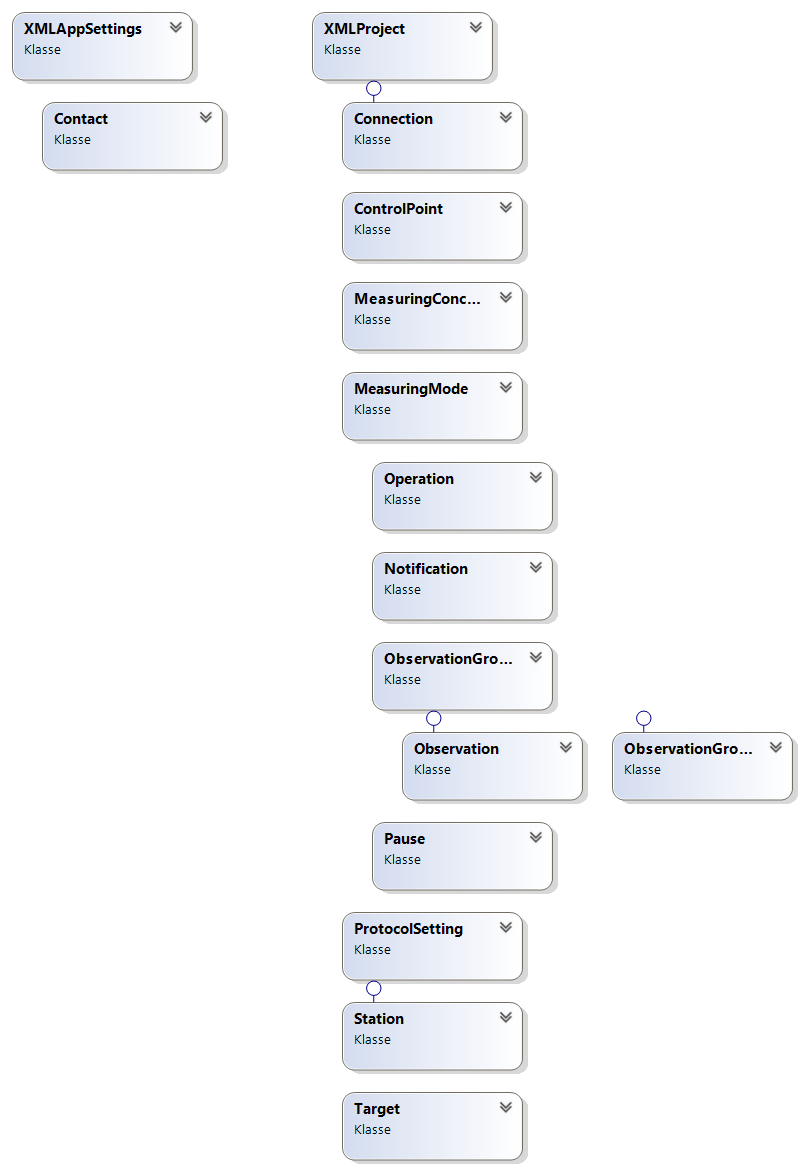 XMLAppSettings
Klasse
XMLProject
Klasse
Contact
Klasse
Connection
Klasse
ControlPoint
Klasse
MeasuringConc...
Klasse
MeasuringMode
Klasse
Operation
Klasse
Notification
Klasse
ObservationGro...
Klasse
Observation
Klasse
ObservationGro...
Klasse
Pause
Klasse
ProtocolSetting
Klasse
Station
Klasse
Target
Klasse